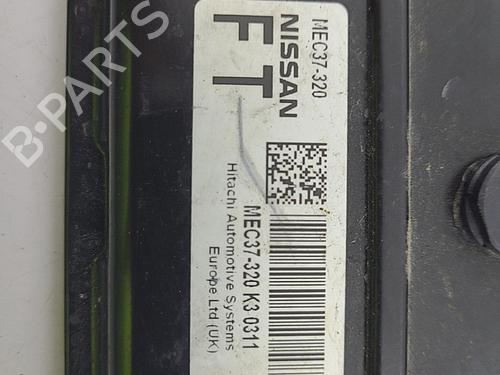 MEC37-320
NISSAN
FT
MEC37-320 K3 0311
Hitachi Automotive Systems
Europe.Ltd (UK)
B-PARTS